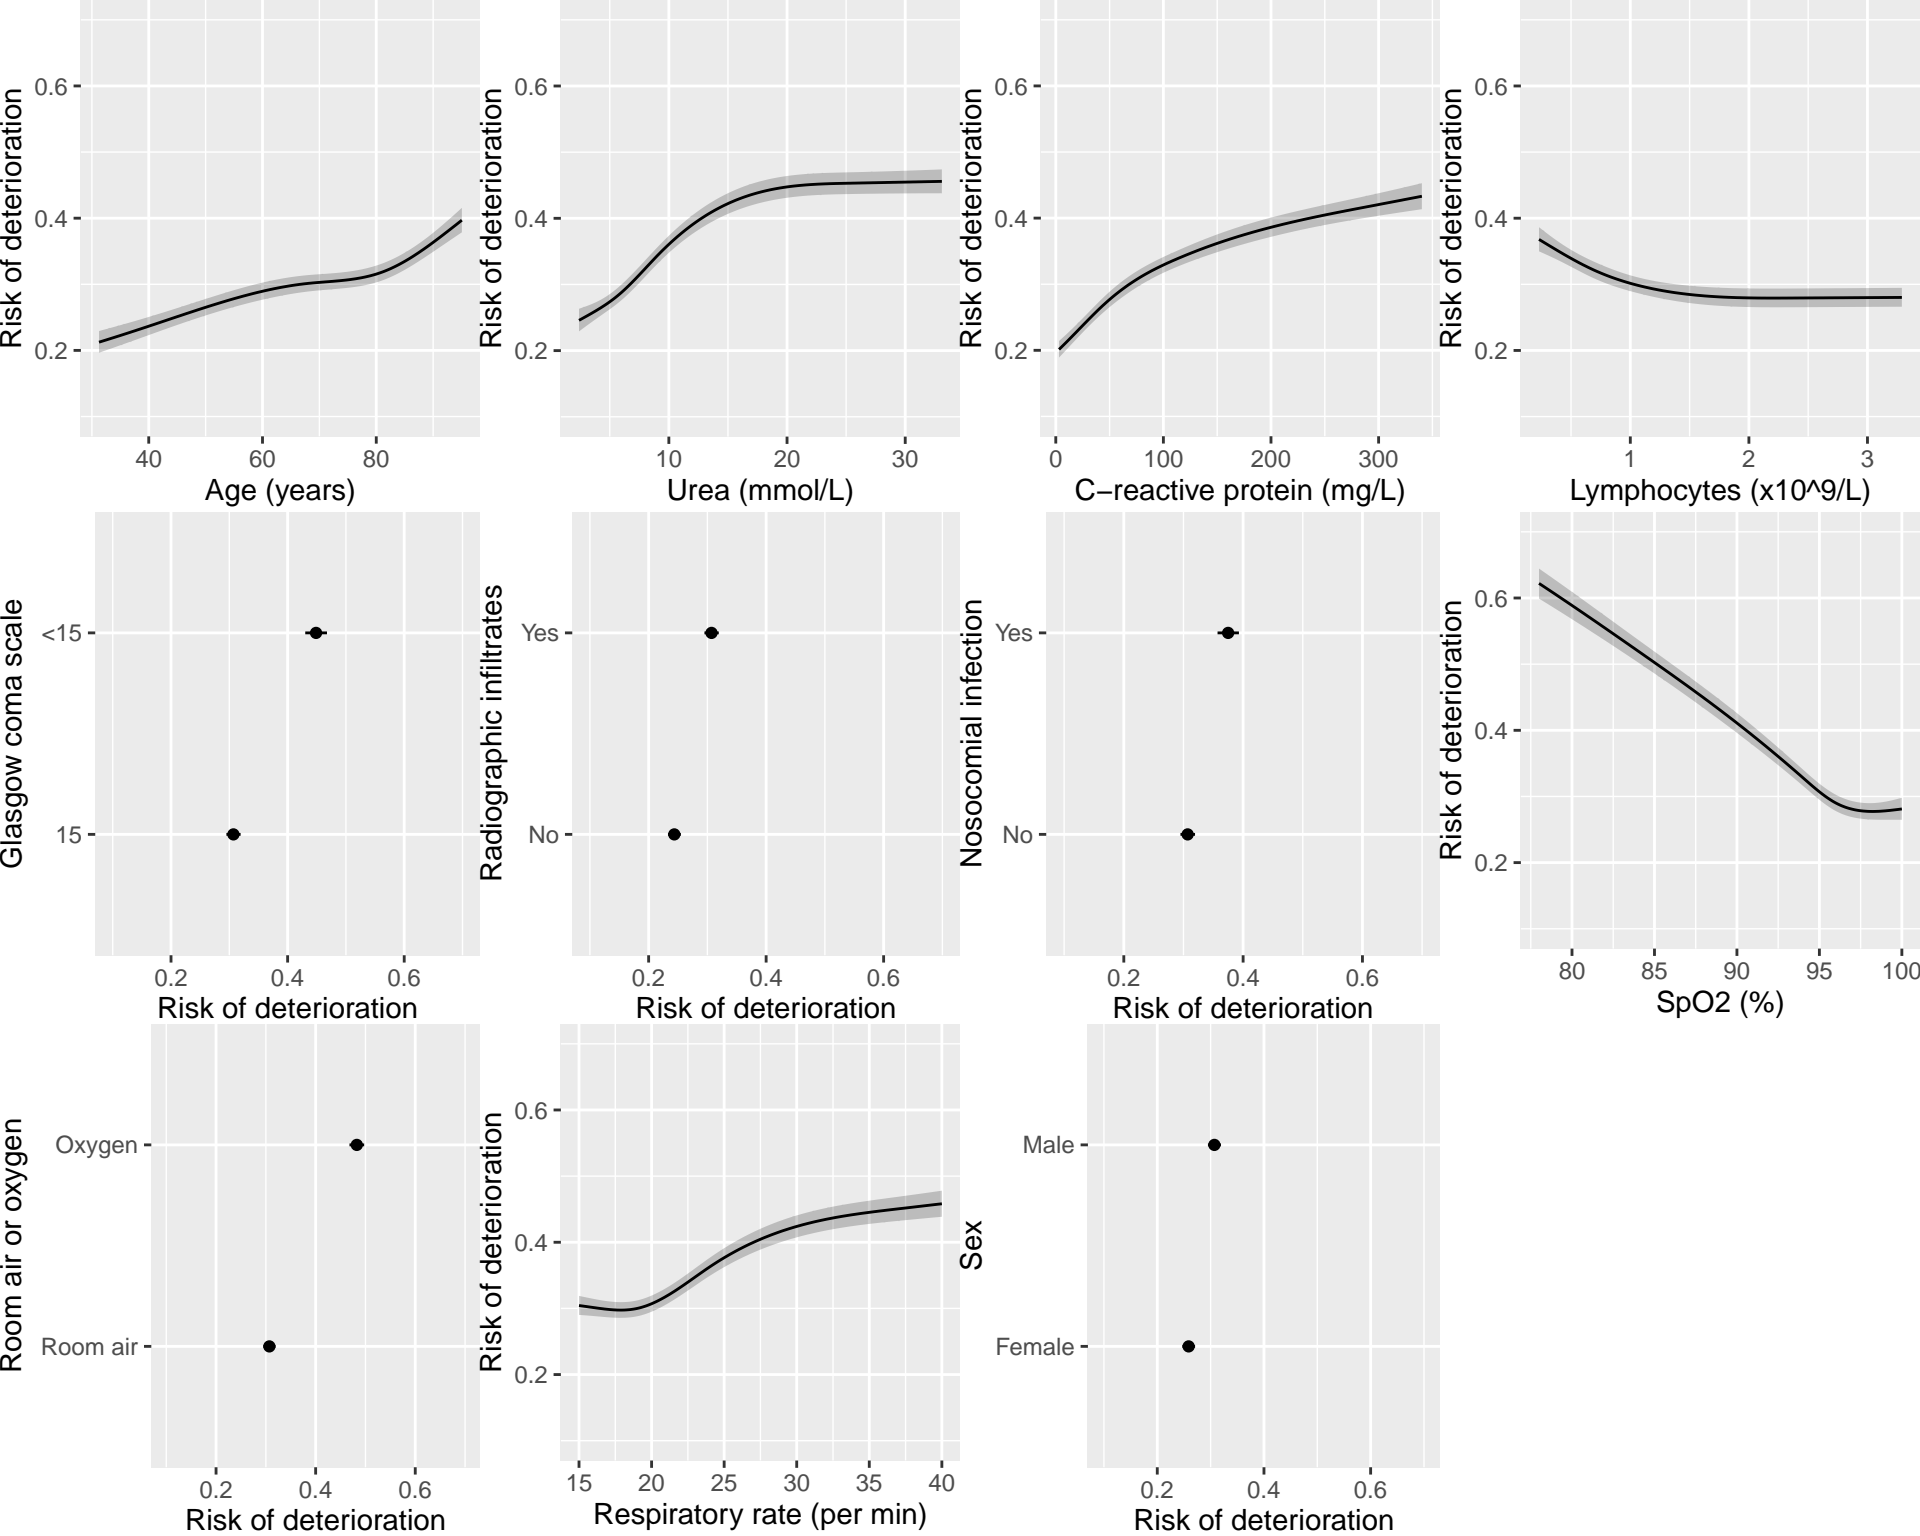 Risk of deterioration
0.6
0.4
0.2
40 60 80
Age (years)
Risk of deterioration
0.6
0.4
0.2
10 20 30
Urea (mmol/L)
Risk of deterioration
0.6
0.4
0.2
0 100 200 300
C−reactive protein (mg/L)
Risk of deterioration
0.6
0.4
0.2
1 2 3
Lymphocytes (x10^9/L)
Glasgow coma scale
<15
15
0.2 0.4 0.6
Risk of deterioration
Radiographic infiltrates
Yes
No
0.2 0.4 0.6
Risk of deterioration
Nosocomial infection
Yes
No
0.2 0.4 0.6
Risk of deterioration
Risk of deterioration
0.6
0.4
0.2
80 85 90 95 100
SpO2 (%)
Room air or oxygen
Oxygen
Room air
0.2 0.4 0.6
Risk of deterioration
Risk of deterioration
0.6
0.4
0.2
15 20 25 30 35 40
Respiratory rate (per min)
Sex
Male
Female
0.2 0.4 0.6
Risk of deterioration